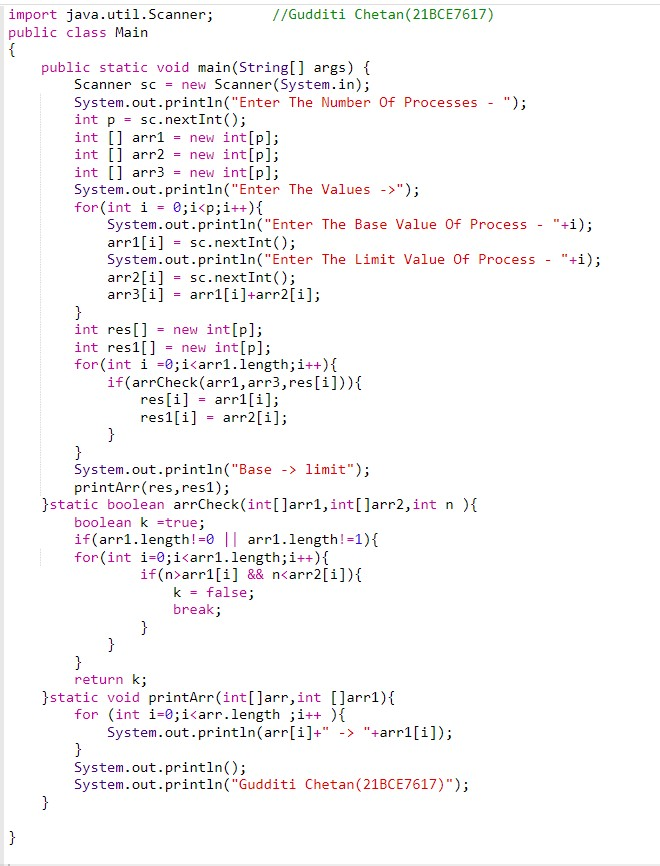 import java.util.Scanner;       //Gudditi Chetan(21BCE7617)
public class Main
{
    public static void main(String[] args) {
        Scanner sc = new Scanner(System.in);
        System.out.println("Enter The Number Of Processes - ");
        int p = sc.nextInt();
        int [] arr1 = new int[p];
        int [] arr2 = new int[p];
        int [] arr3 = new int[p];
        System.out.println("Enter The Values ->");
        for(int i = 0;i<p;i++){
            System.out.println("Enter The Base Value Of Process - "+i);
            arr1[i] = sc.nextInt();
            System.out.println("Enter The Limit Value Of Process - "+i);
            arr2[i] = sc.nextInt();
            arr3[i] = arr1[i]+arr2[i];
        }
        int res[] = new int[p];
        int res1[] = new int[p];
        for(int i =0;i<arr1.length;i++){
            if(arrCheck(arr1,arr3,res[i])){
                res[i] = arr1[i];
                res1[i] = arr2[i];
            }
        }
        System.out.println("Base -> limit");
        printArr(res,res1);
    }static boolean arrCheck(int[]arr1,int[]arr2,int n ){
        boolean k =true;
        if(arr1.length!=0 || arr1.length!=1){
        for(int i=0;i<arr1.length;i++){
                if(n>arr1[i] && n<arr2[i]){
                    k = false;
                    break;
                }
            }
        }
        return k;
    }static void printArr(int[]arr,int []arr1){
        for (int i=0;i<arr.length ;i++ ){
            System.out.println(arr[i]+" -> "+arr1[i]);
        }
        System.out.println();
        System.out.println("Gudditi Chetan(21BCE7617)");
    }

}